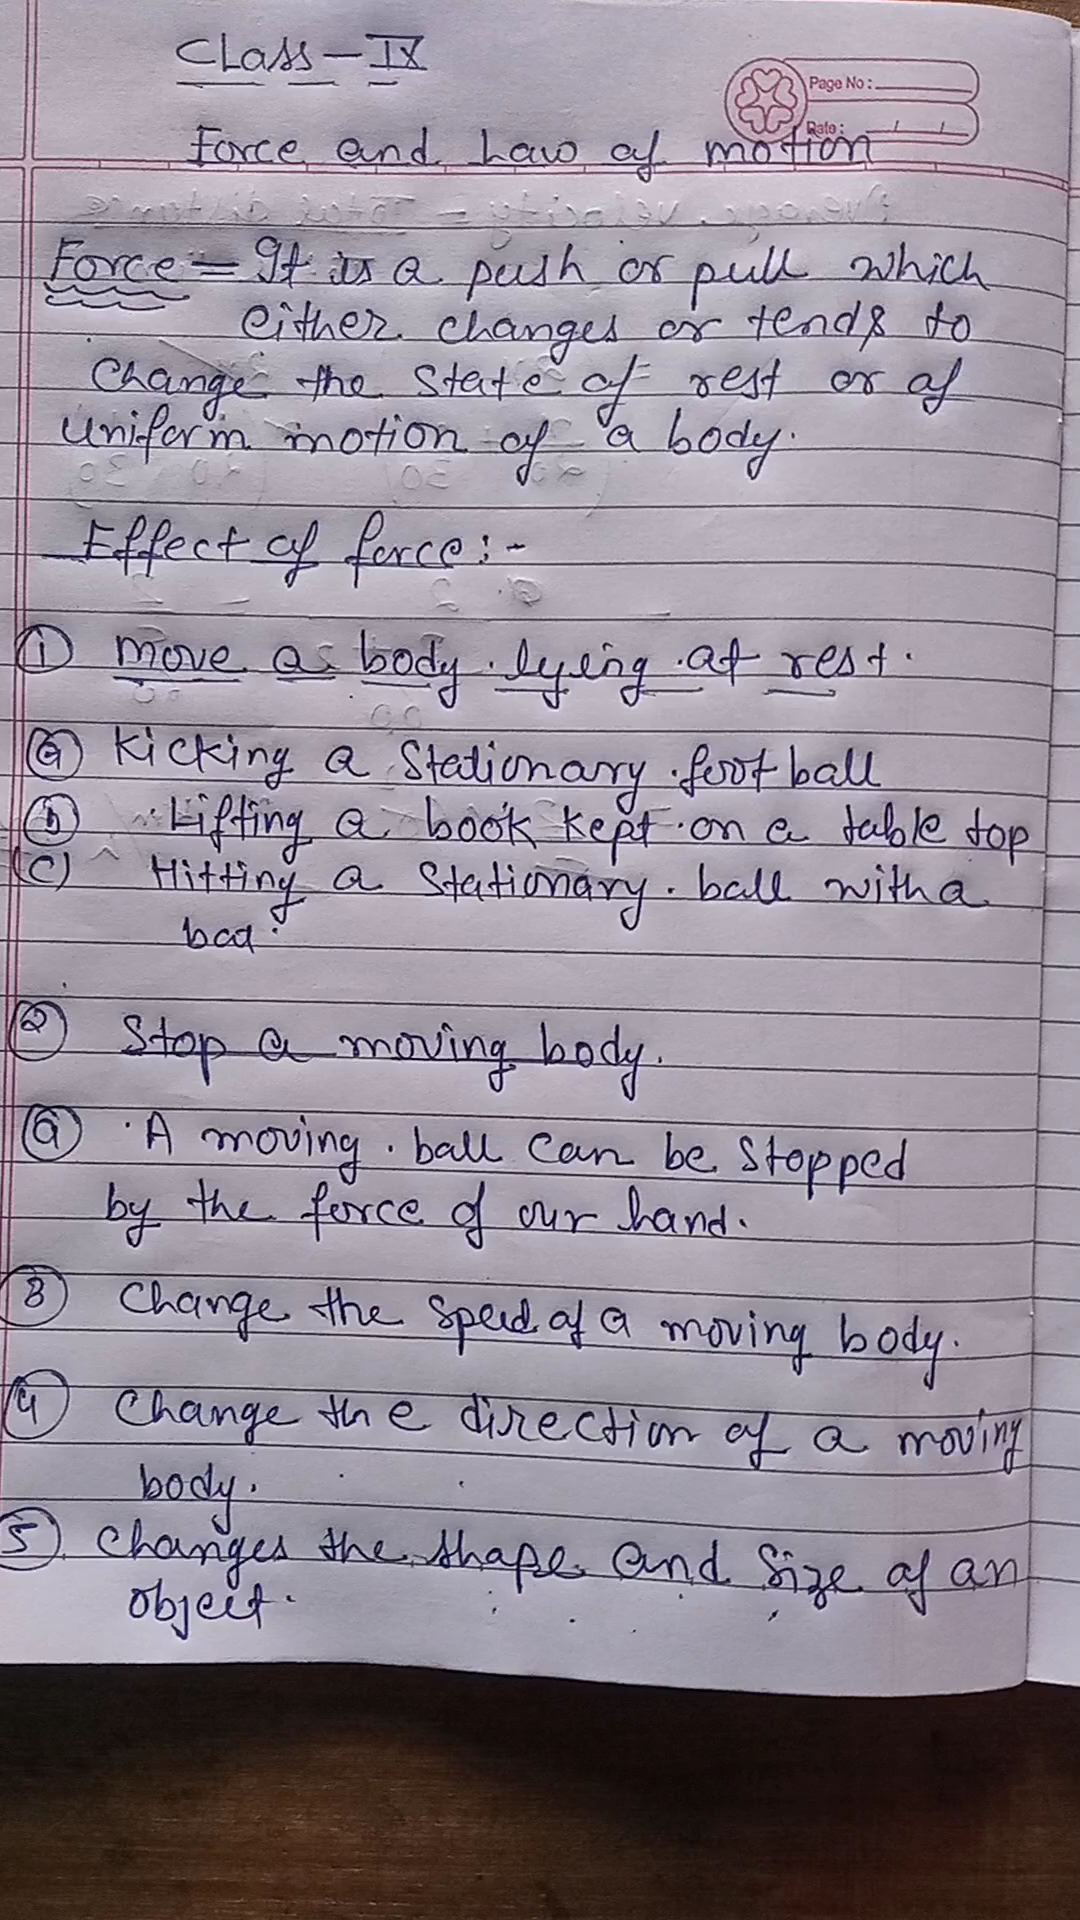 Class - IX
Page No :
Date : / /
Force and Law of motion
Force = It is a push or pull which
either changes or tends to
Change the State of rest or of
uniform motion of a body.
Effect of force :-
① move a body lying at rest.
ⓐ Kicking a Stationary football
ⓑ Lifting a book kept on a table top
(C) Hitting a Stationary ball with a
bat.
② Stop a moving body.
ⓐ A moving ball can be stopped
by the force of our hand.
③ Change the Speed of a moving body.
④ Change the direction of a moving
body.
⑤ changes the shape and Size of an
object.